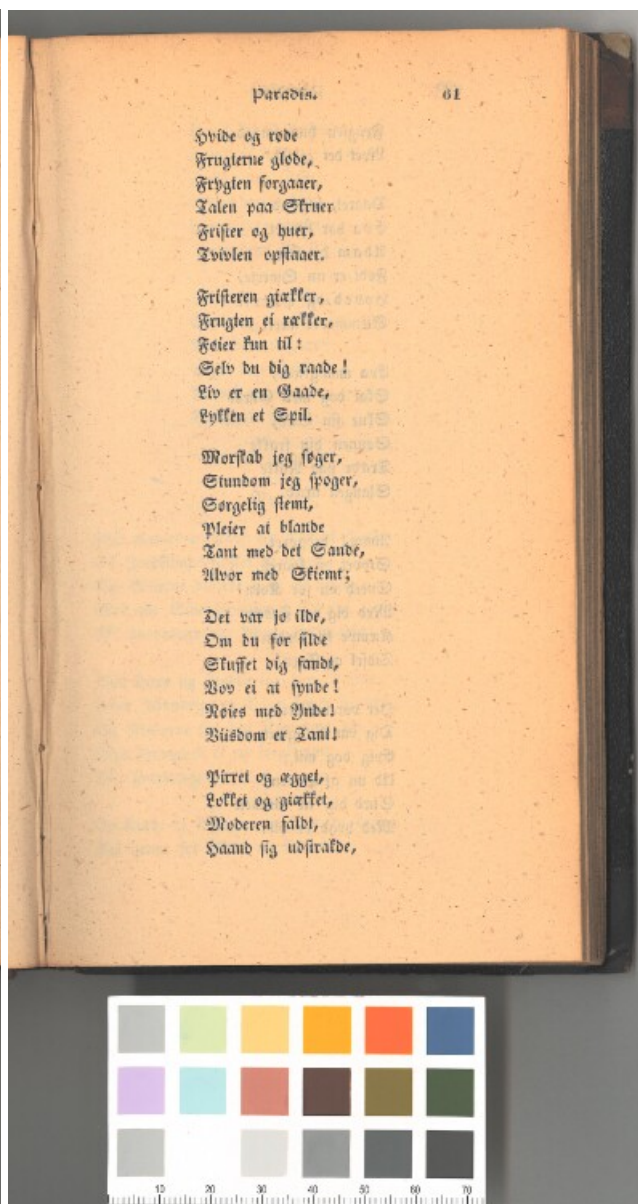 Paradis. 61
Hvide og røde
Frugterne gløde,
Frygten forgaaer,
Talen paa Skruer
Frister og huer,
Tvivlen opstaaer.
Fristeren giækker,
Frugten ei rækker,
Føier kun til:
Selv du dig raade!
Liv er en Gaade,
Lykken et Spil.
Morskab jeg søger,
Stundom jeg spøger,
Sørgelig stemt,
Pleier at blande
Tant med det Sande,
Alvor med Skiemt;
Det var jo ilde,
Om du for silde
Skuffet dig fandt,
Vov ei at synde!
Nøies med Ynde!
Viisdom er Tant!
Pirret og ægget,
Lokket og giækket,
Moderen faldt,
Haand sig udstrakde,
10 20 30 40 50 60 70